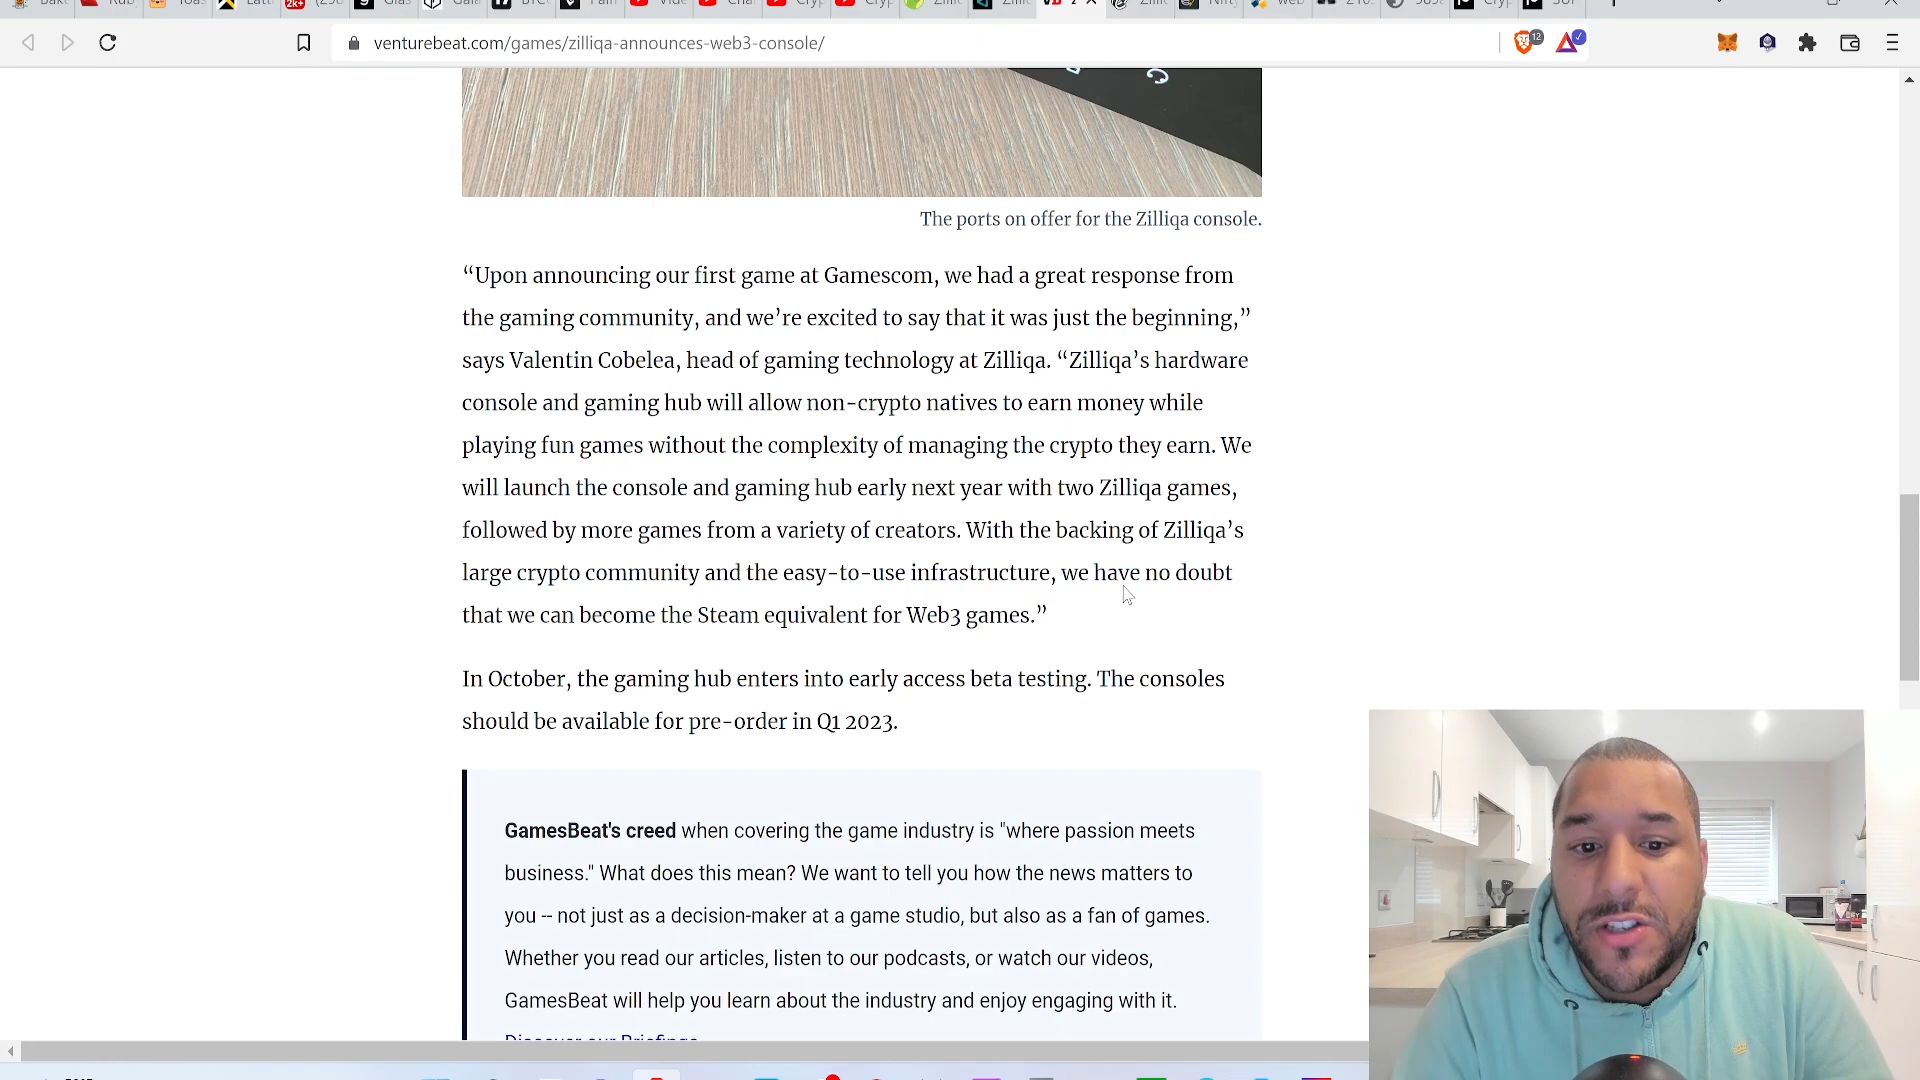 venturebeat.com/games/zilliqa-announces-web3-console/
12
The ports on offer for the Zilliqa console.
“Upon announcing our first game at Gamescom, we had a great response from
the gaming community, and we’re excited to say that it was just the beginning,”
says Valentin Cobelea, head of gaming technology at Zilliqa. “Zilliqa’s hardware
console and gaming hub will allow non-crypto natives to earn money while
playing fun games without the complexity of managing the crypto they earn. We
will launch the console and gaming hub early next year with two Zilliqa games,
followed by more games from a variety of creators. With the backing of Zilliqa’s
large crypto community and the easy-to-use infrastructure, we have no doubt
that we can become the Steam equivalent for Web3 games.”
In October, the gaming hub enters into early access beta testing. The consoles
should be available for pre-order in Q1 2023.
GamesBeat's creed when covering the game industry is "where passion meets
business." What does this mean? We want to tell you how the news matters to
you -- not just as a decision-maker at a game studio, but also as a fan of games.
Whether you read our articles, listen to our podcasts, or watch our videos,
GamesBeat will help you learn about the industry and enjoy engaging with it.
Discover our Briefings.